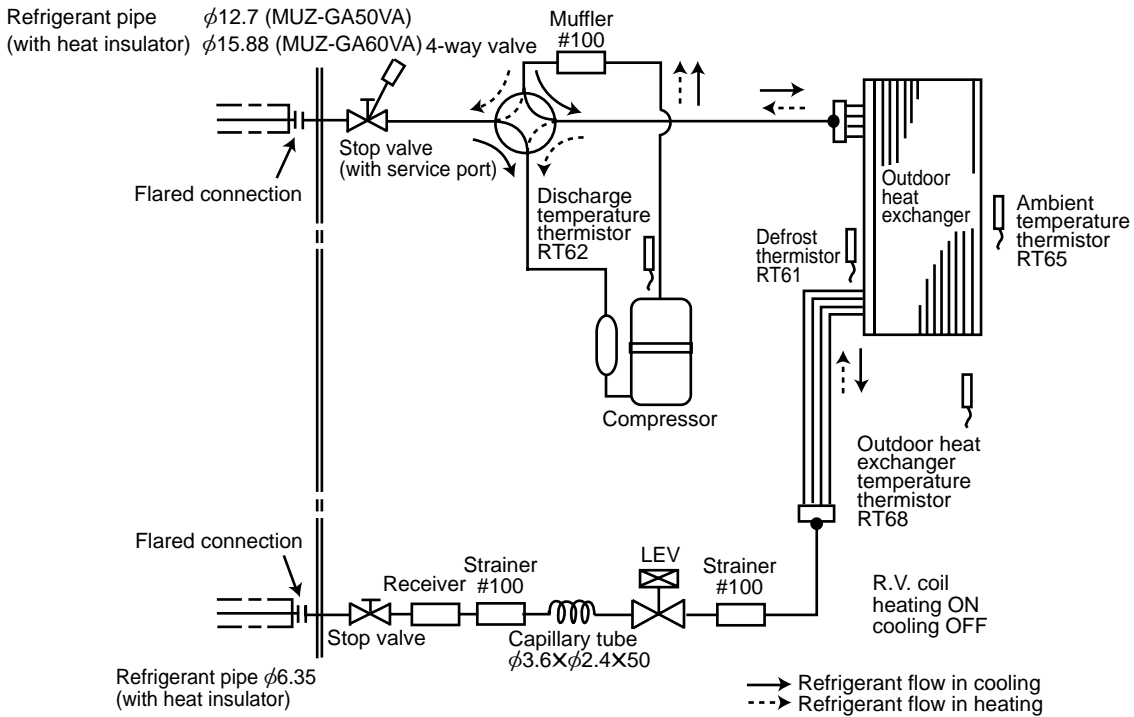 Refrigerant pipe φ12.7 (MUZ-GA50VA)
(with heat insulator) φ15.88 (MUZ-GA60VA)
4-way valve
Muffler
#100
Stop valve
(with service port)
Flared connection
Discharge
temperature
thermistor
RT62
Outdoor
heat
exchanger
Ambient
temperature
thermistor
RT65
Defrost
thermistor
RT61
Compressor
Outdoor heat
exchanger
temperature
thermistor
RT68
Flared connection
Receiver
Strainer
#100
LEV
Strainer
#100
R.V. coil
heating ON
cooling OFF
Stop valve
Capillary tube
φ3.6×φ2.4×50
Refrigerant pipe φ6.35
(with heat insulator)
Refrigerant flow in cooling
Refrigerant flow in heating